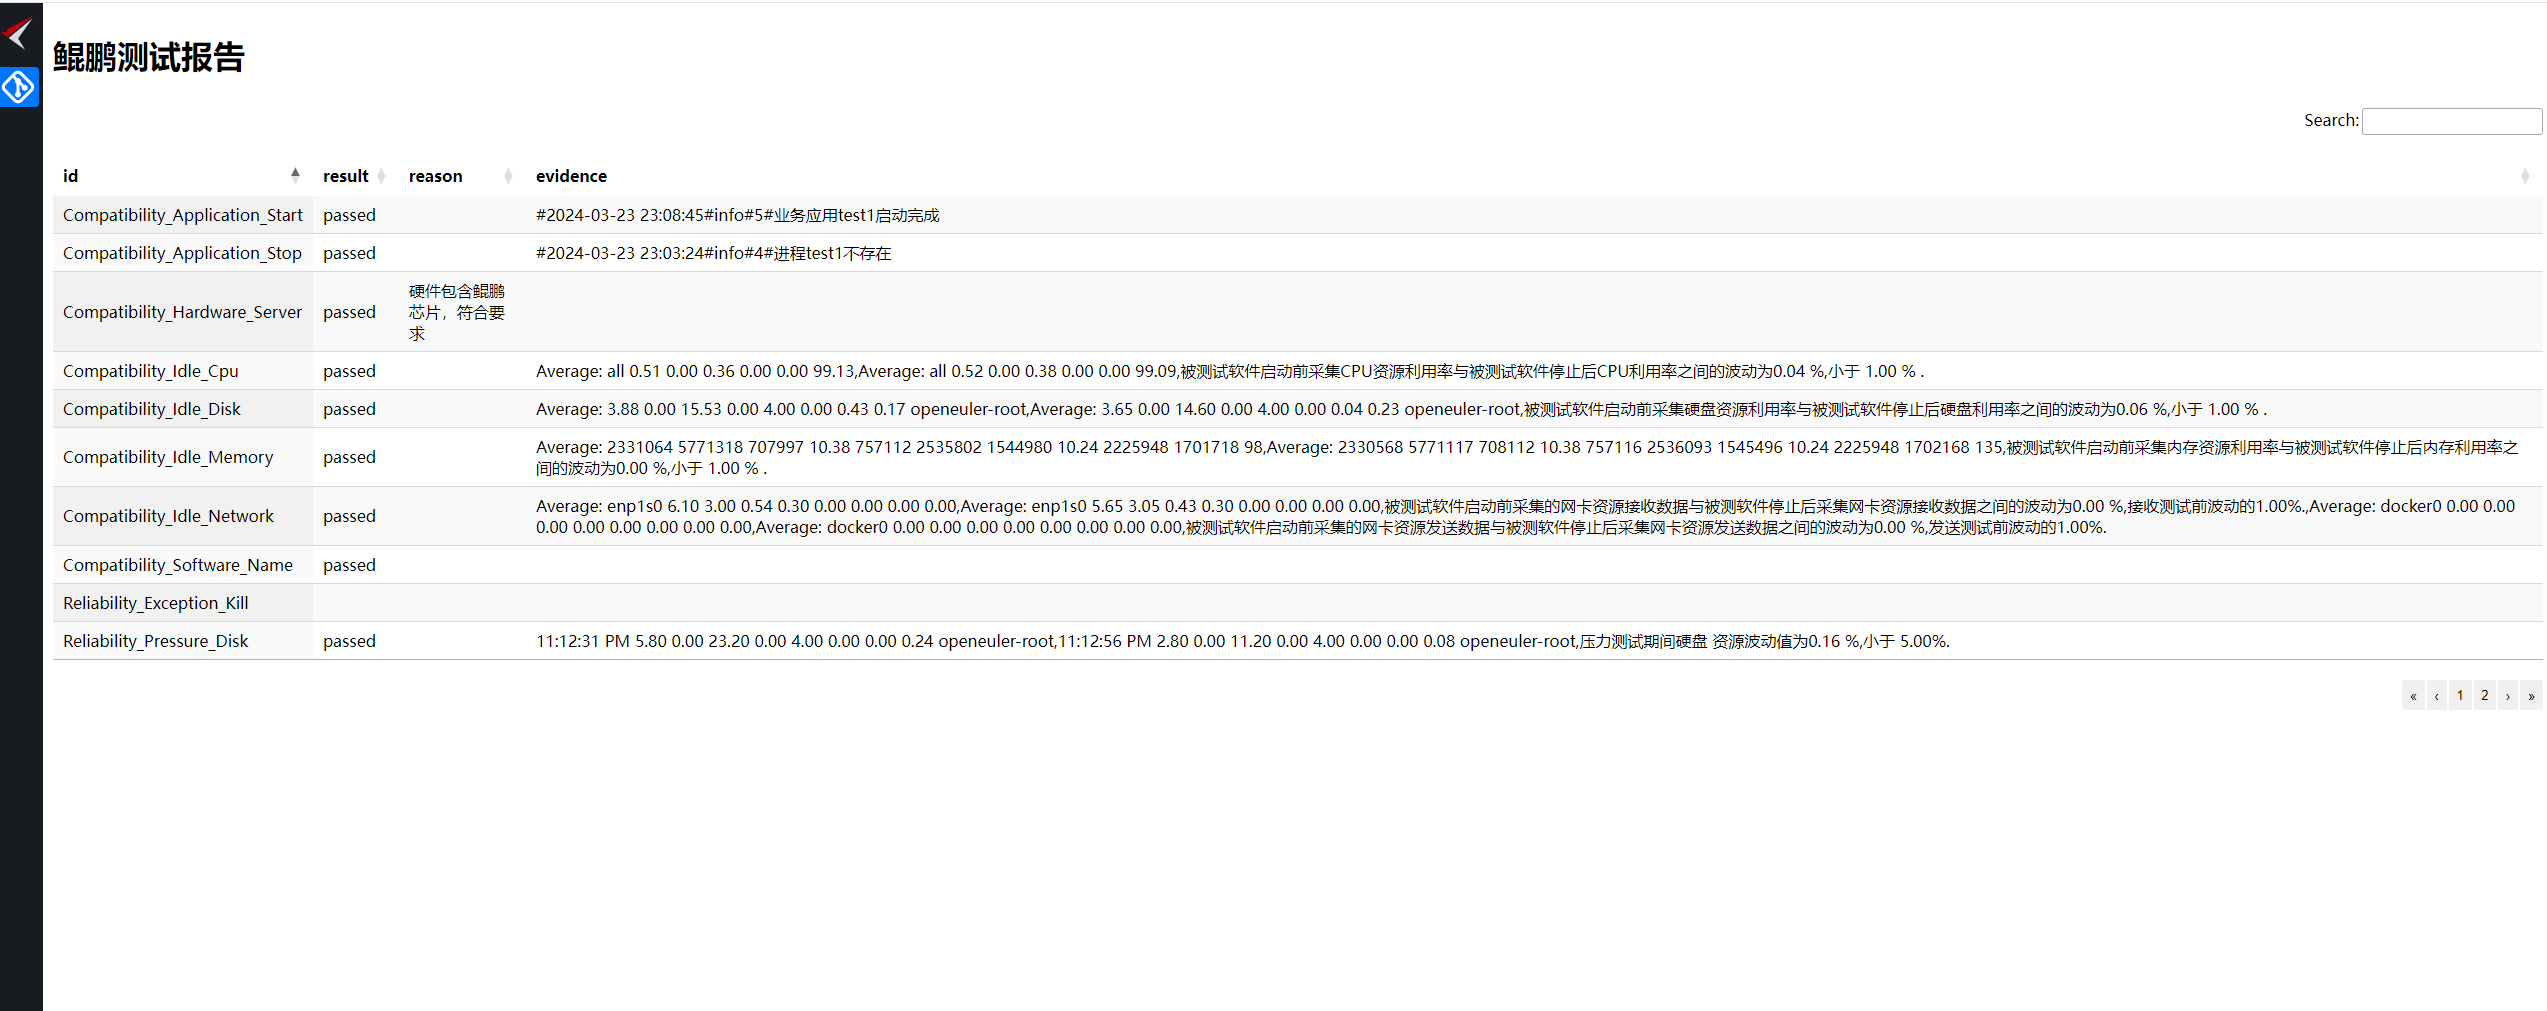 鲲鹏测试报告
Search:
id result reason evidence
Compatibility_Application_Start passed #2024-03-23 23:08:45#info#5#业务应用test1启动完成
Compatibility_Application_Stop passed #2024-03-23 23:03:24#info#4#进程test1不存在
硬件包含鲲鹏
Compatibility_Hardware_Server passed 芯片，符合要
求
Compatibility_Idle_Cpu passed Average: all 0.51 0.00 0.36 0.00 0.00 99.13,Average: all 0.52 0.00 0.38 0.00 0.00 99.09,被测试软件启动前采集CPU资源利用率与被测试软件停止后CPU利用率之间的波动为0.04 %,小于 1.00 % .
Compatibility_Idle_Disk passed Average: 3.88 0.00 15.53 0.00 4.00 0.00 0.43 0.17 openeuler-root,Average: 3.65 0.00 14.60 0.00 4.00 0.00 0.04 0.23 openeuler-root,被测试软件启动前采集硬盘资源利用率与被测试软件停止后硬盘利用率之间的波动为0.06 %,小于 1.00 % .
Compatibility_Idle_Memory passed Average: 2331064 5771318 707997 10.38 757112 2535802 1544980 10.24 2225948 1701718 98,Average: 2330568 5771117 708112 10.38 757116 2536093 1545496 10.24 2225948 1702168 135,被测试软件启动前采集内存资源利用率与被测试软件停止后内存利用率之
间的波动为0.00 %,小于 1.00 % .
Compatibility_Idle_Network passed Average: enp1s0 6.10 3.00 0.54 0.30 0.00 0.00 0.00 0.00,Average: enp1s0 5.65 3.05 0.43 0.30 0.00 0.00 0.00 0.00,被测试软件启动前采集的网卡资源接收数据与被测软件停止后采集网卡资源接收数据之间的波动为0.00 %,接收测试前波动的1.00%.,Average: docker0 0.00 0.00
0.00 0.00 0.00 0.00 0.00 0.00,Average: docker0 0.00 0.00 0.00 0.00 0.00 0.00 0.00 0.00,被测试软件启动前采集的网卡资源发送数据与被测软件停止后采集网卡资源发送数据之间的波动为0.00 %,发送测试前波动的1.00%.
Compatibility_Software_Name passed
Reliability_Exception_Kill
Reliability_Pressure_Disk passed 11:12:31 PM 5.80 0.00 23.20 0.00 4.00 0.00 0.00 0.24 openeuler-root,11:12:56 PM 2.80 0.00 11.20 0.00 4.00 0.00 0.00 0.08 openeuler-root,压力测试期间硬盘 资源波动值为0.16 %,小于 5.00%.
« ‹ 1 2 › »